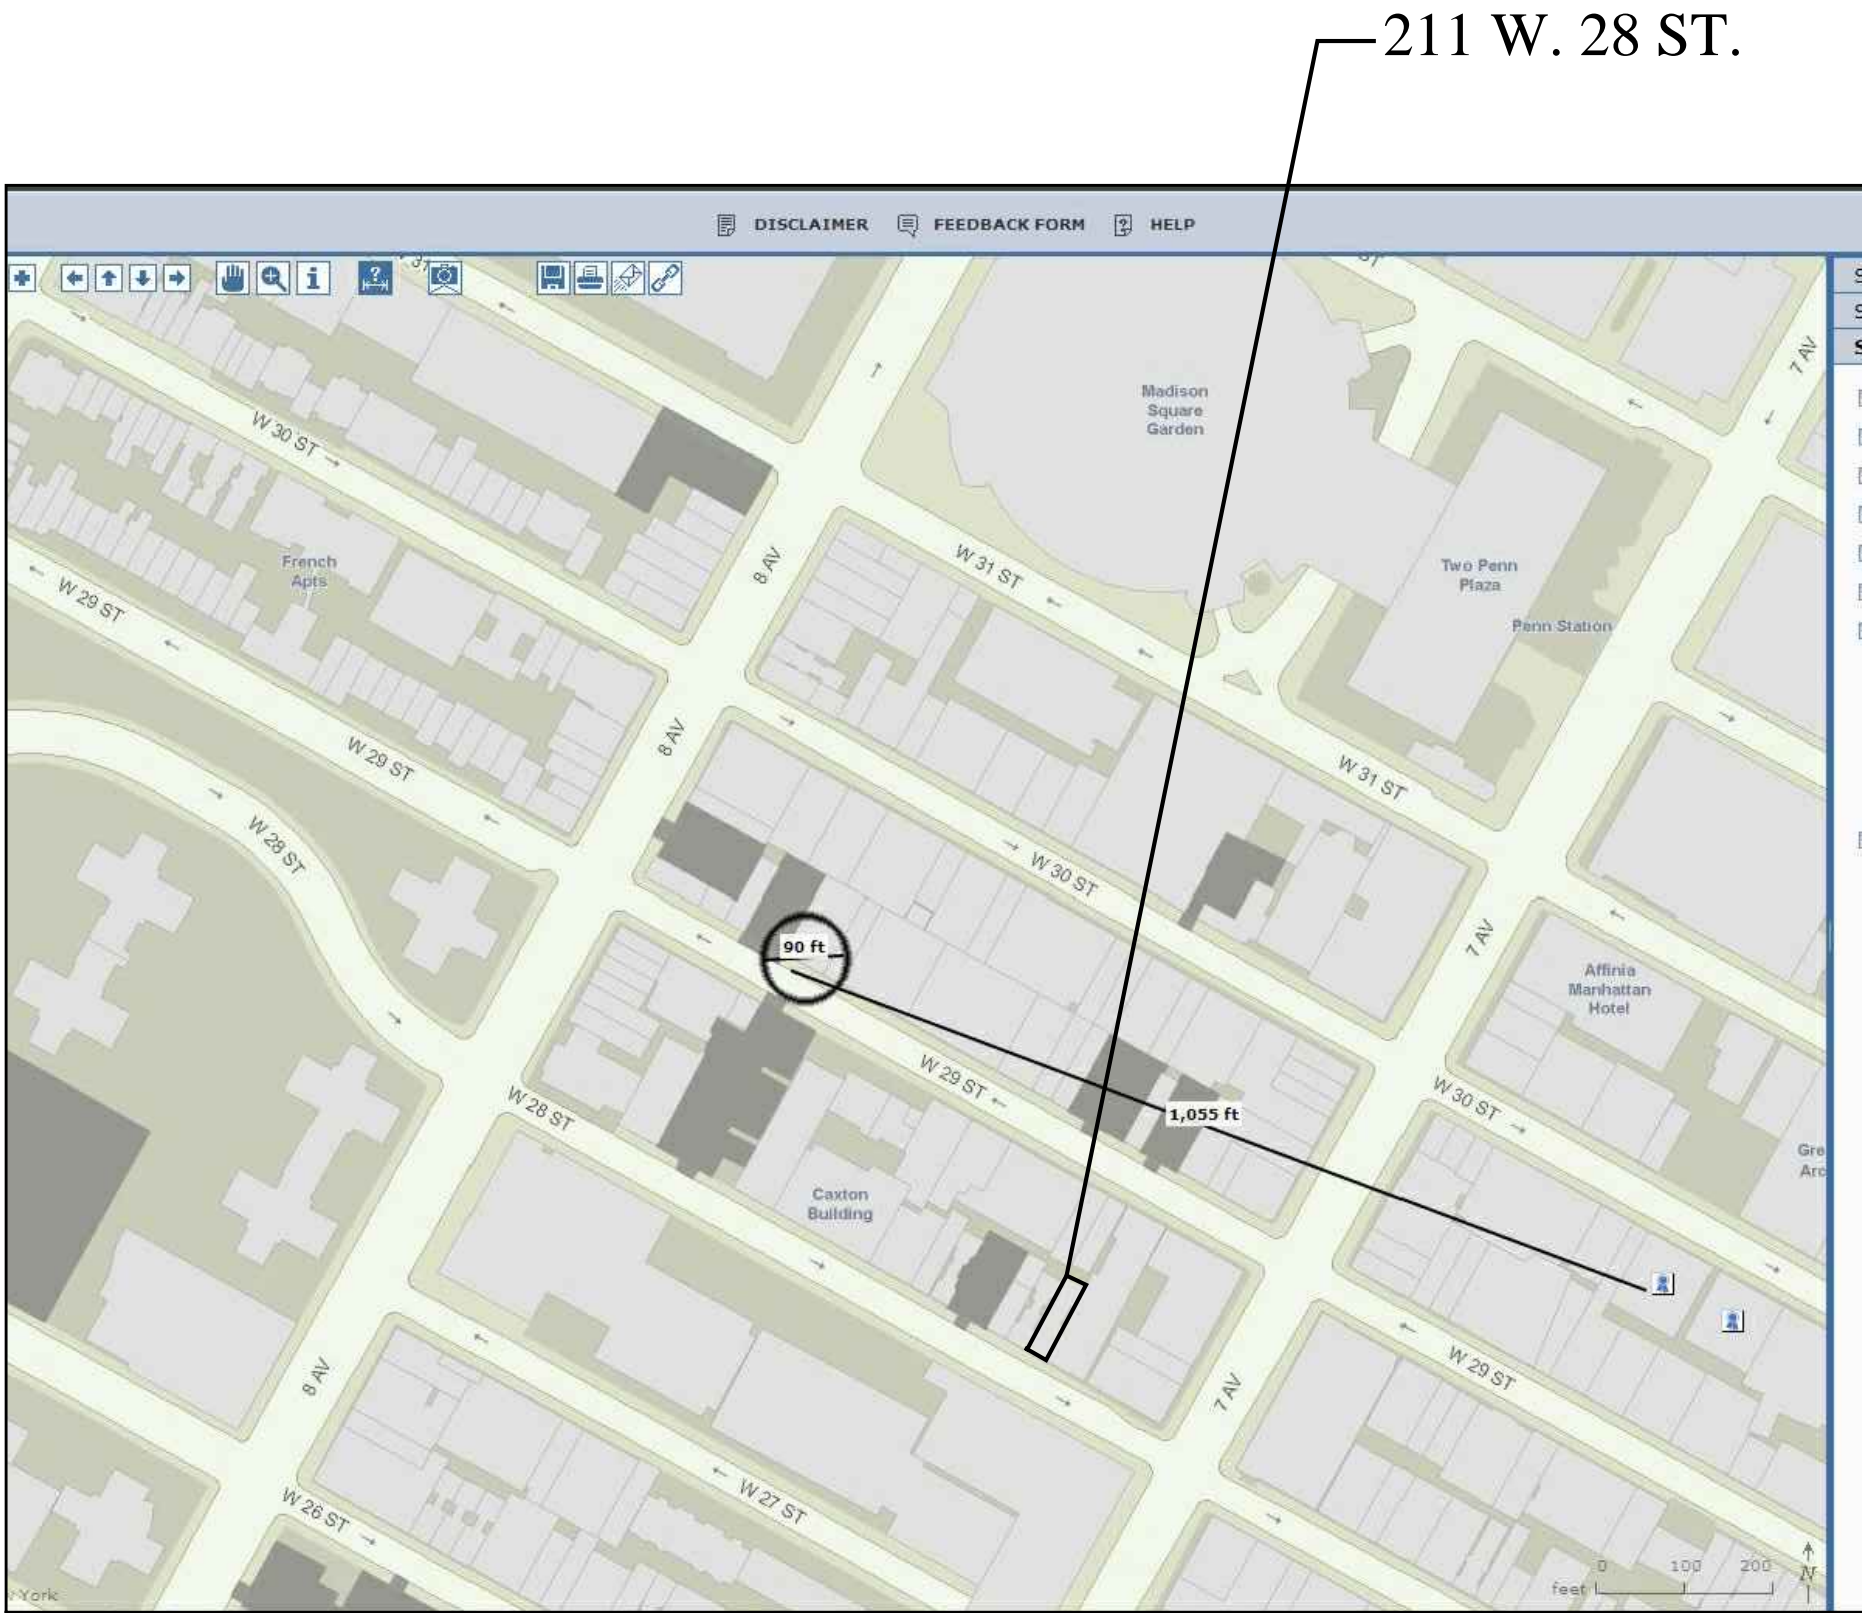 211 W. 28 ST.
DISCLAIMER FEEDBACK FORM HELP
W 30 ST
French
Apts
W 29 ST
W 29 ST
W 28 ST
8 AV
8 AV
Madison
Square
Garden
7 AV
W 31 ST
Two Penn
Plaza
Penn Station
W 31 ST
W 30 ST
7 AV
Affinia
Manhattan
Hotel
90 ft
W 29 ST
1,055 ft
W 30 ST
W 28 ST
Caxton
Building
Gre
Arc
8 AV
7 AV
W 29 ST
W 26 ST
W 27 ST
0 100 200
feet
N
York